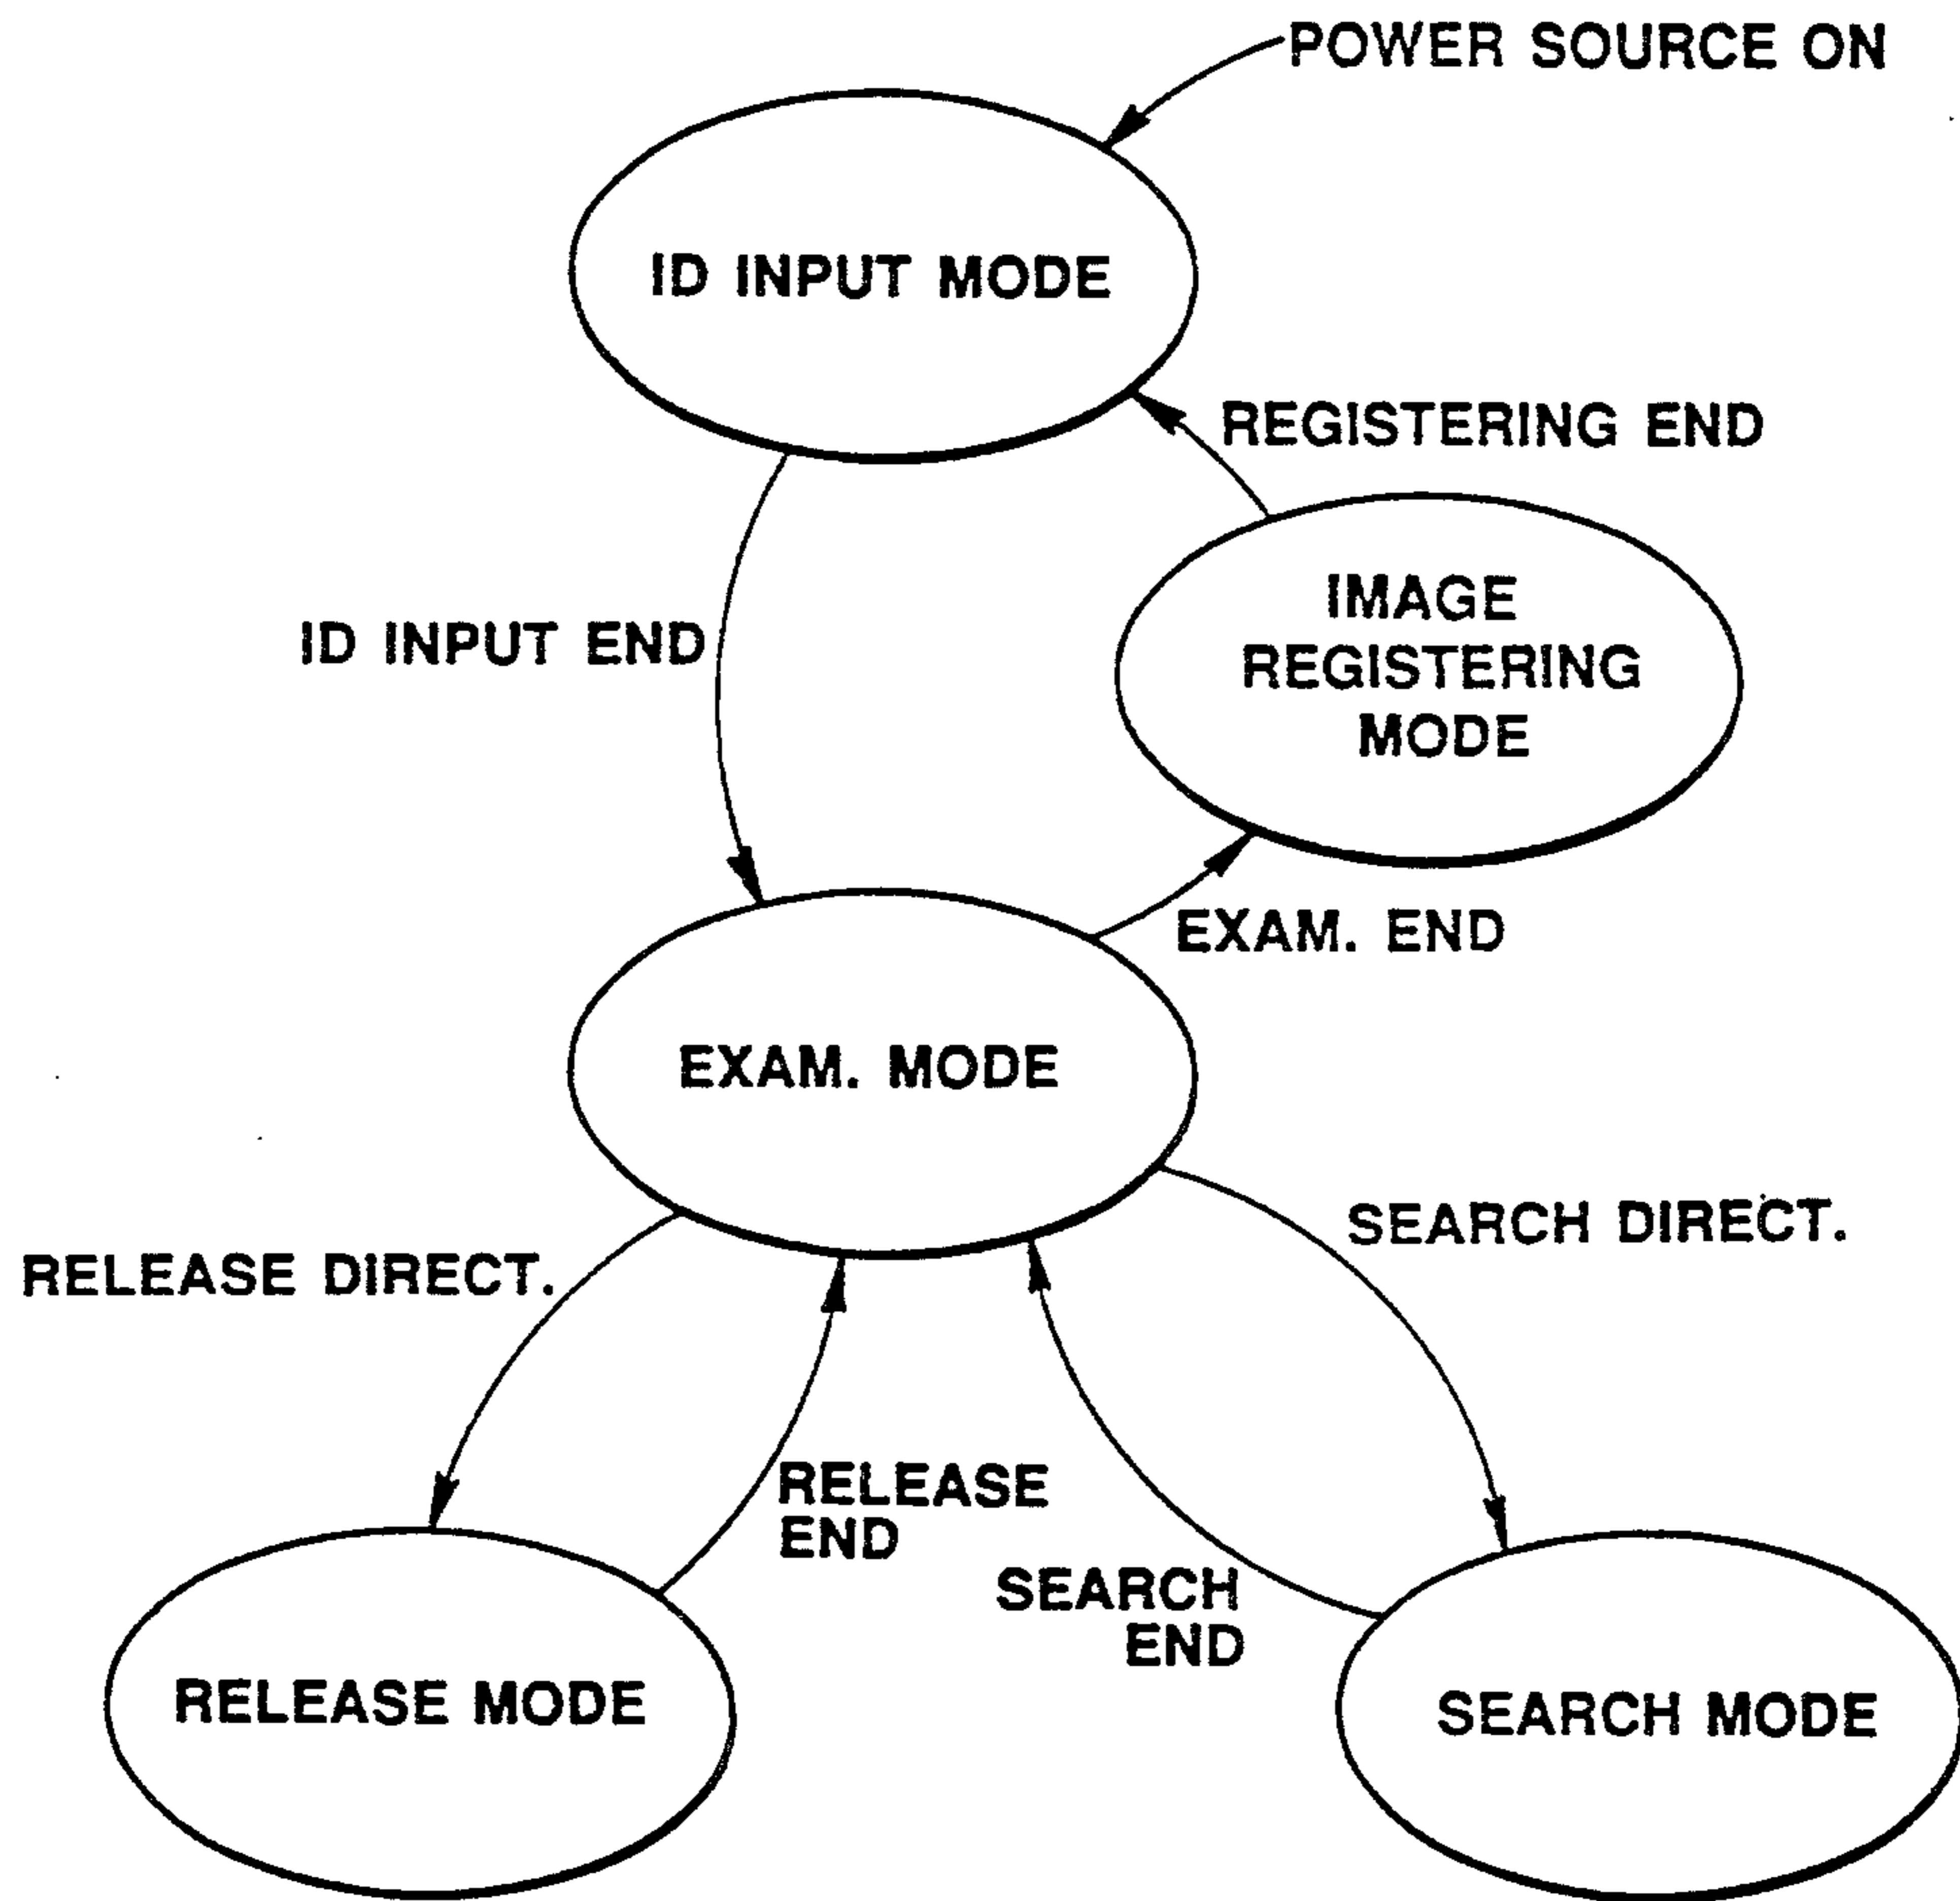 POWER SOURCE ON
ID INPUT MODE
REGISTERING END
IMAGE
REGISTERING
MODE
ID INPUT END
EXAM. END
EXAM. MODE
SEARCH DIRECT.
RELEASE DIRECT.
RELEASE
END
SEARCH
END
RELEASE MODE
SEARCH MODE